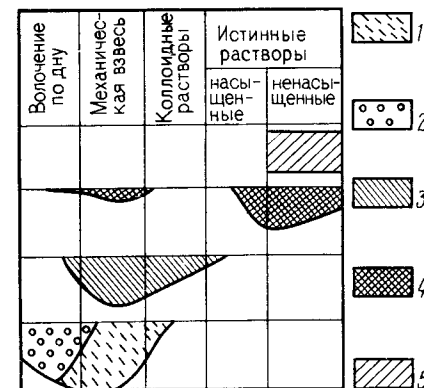 Волочение
по дну
Механичес-
кая взвесь
Коллоидные
растворы
Истинные
растворы
насы-
щен-
ные
ненасы-
щенные
1
2
3
4
5